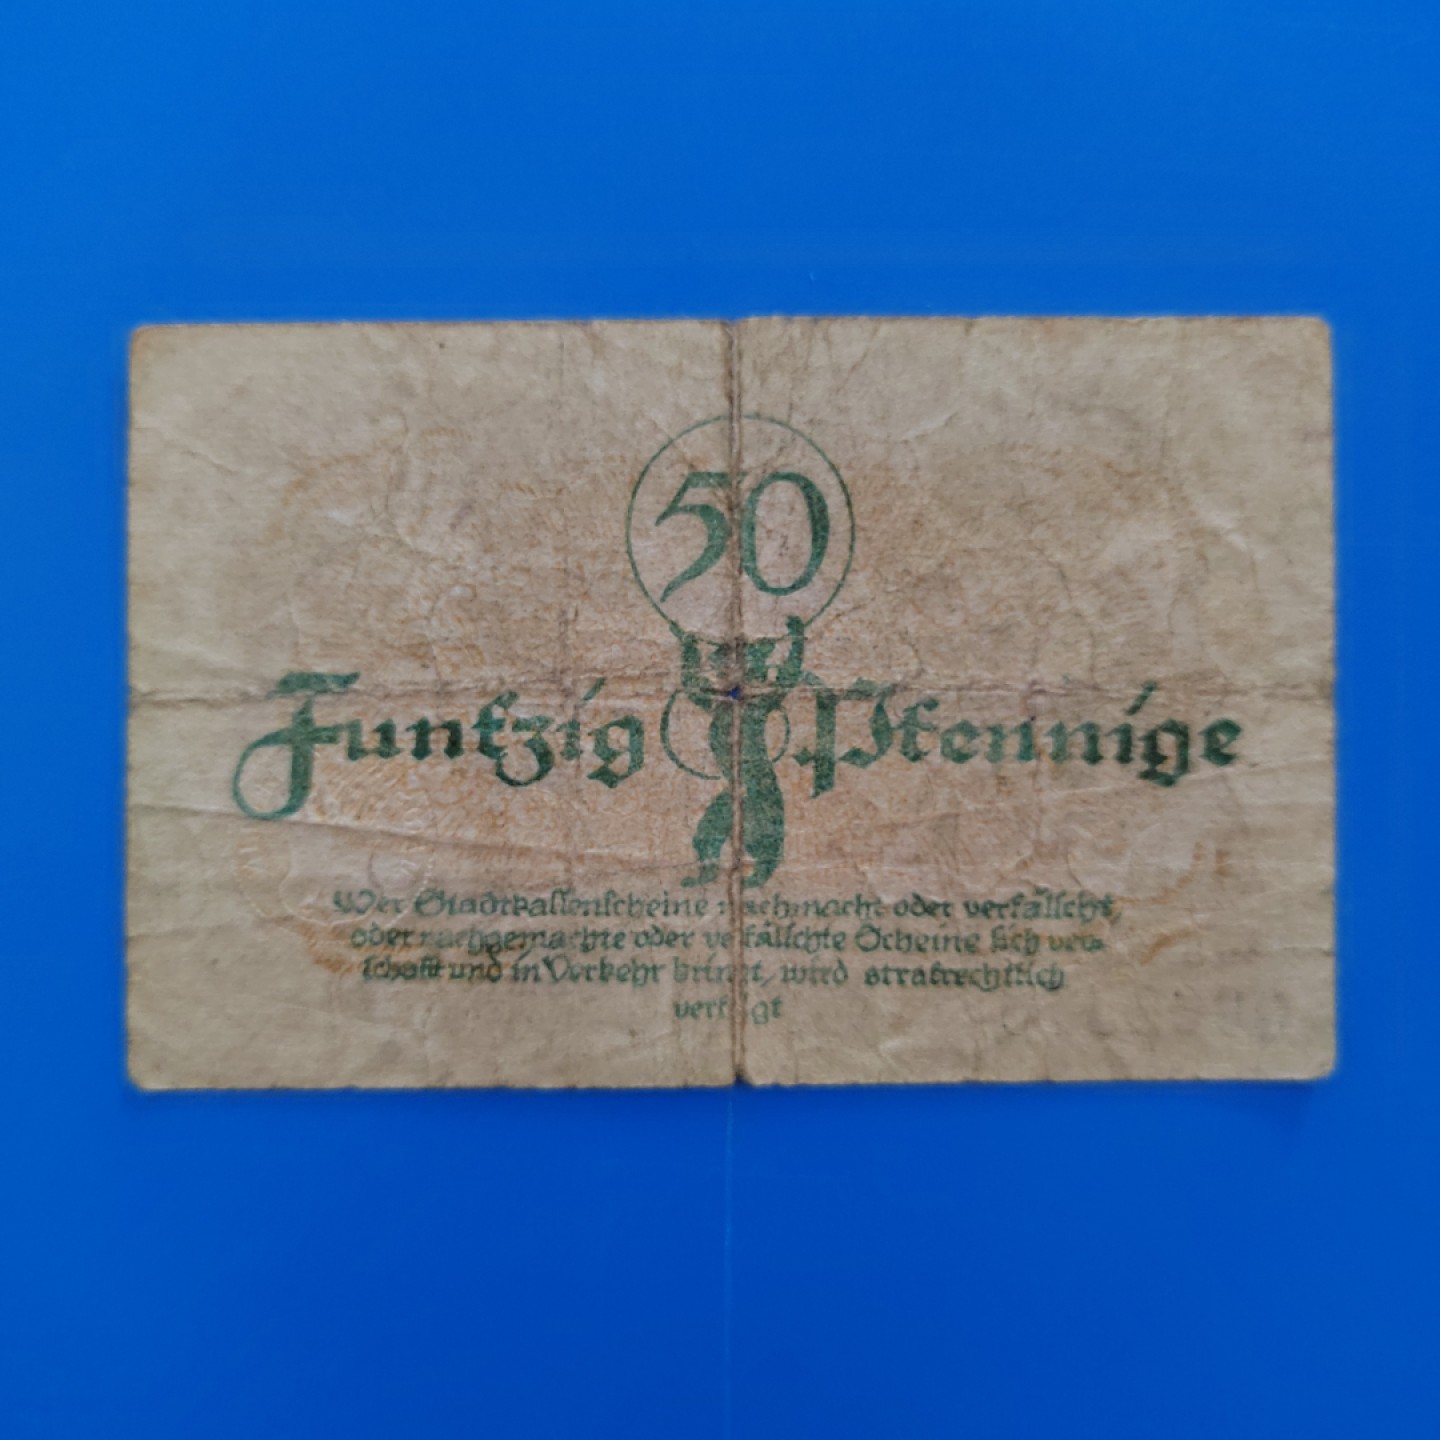 50
Funfzig Pfennige
Wer Stadtkassenscheine nachmacht oder verfälscht,
oder nachgemachte oder verfälschte Scheine sich ver=
schafft und in Verkehr bringt, wird strafrechtlich
verfolgt